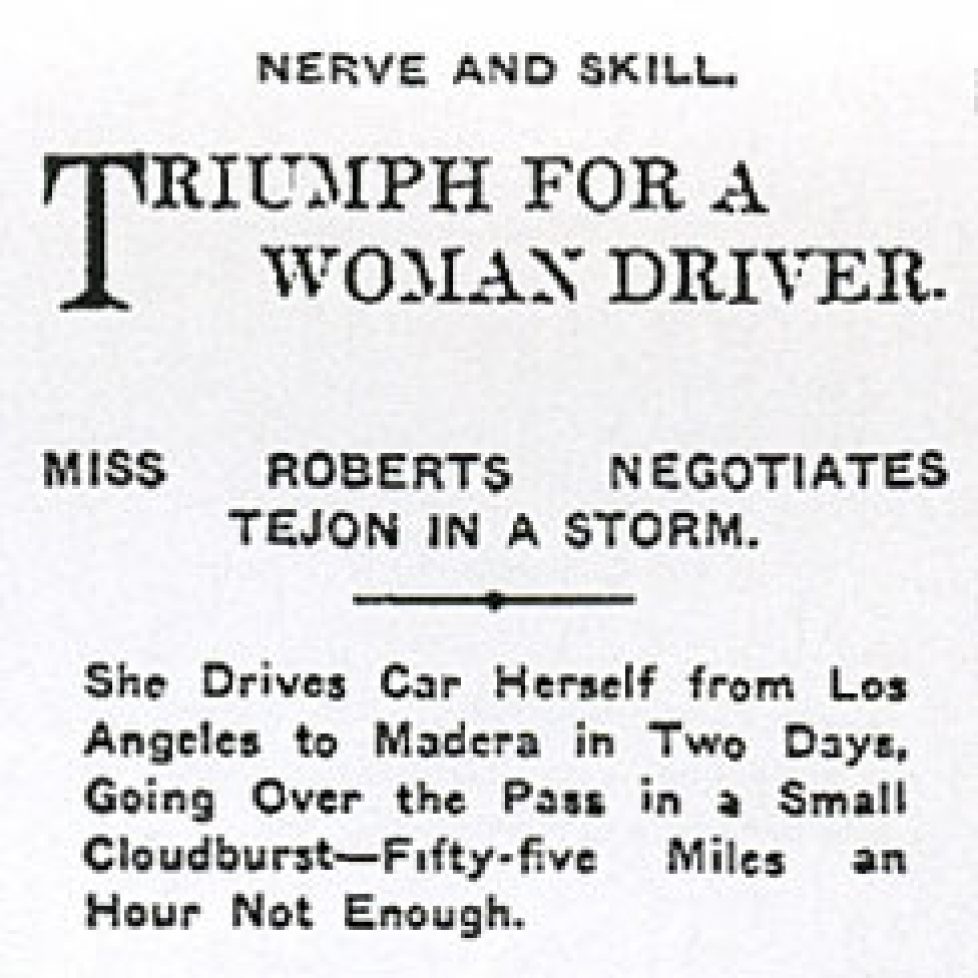 NERVE AND SKILL.
TRIUMPH FOR A
WOMAN DRIVER.
MISS ROBERTS NEGOTIATES
TEJON IN A STORM.
She Drives Car Herself from Los
Angeles to Madera in Two Days,
Going Over the Pass in a Small
Cloudburst—Fifty-five Miles an
Hour Not Enough.